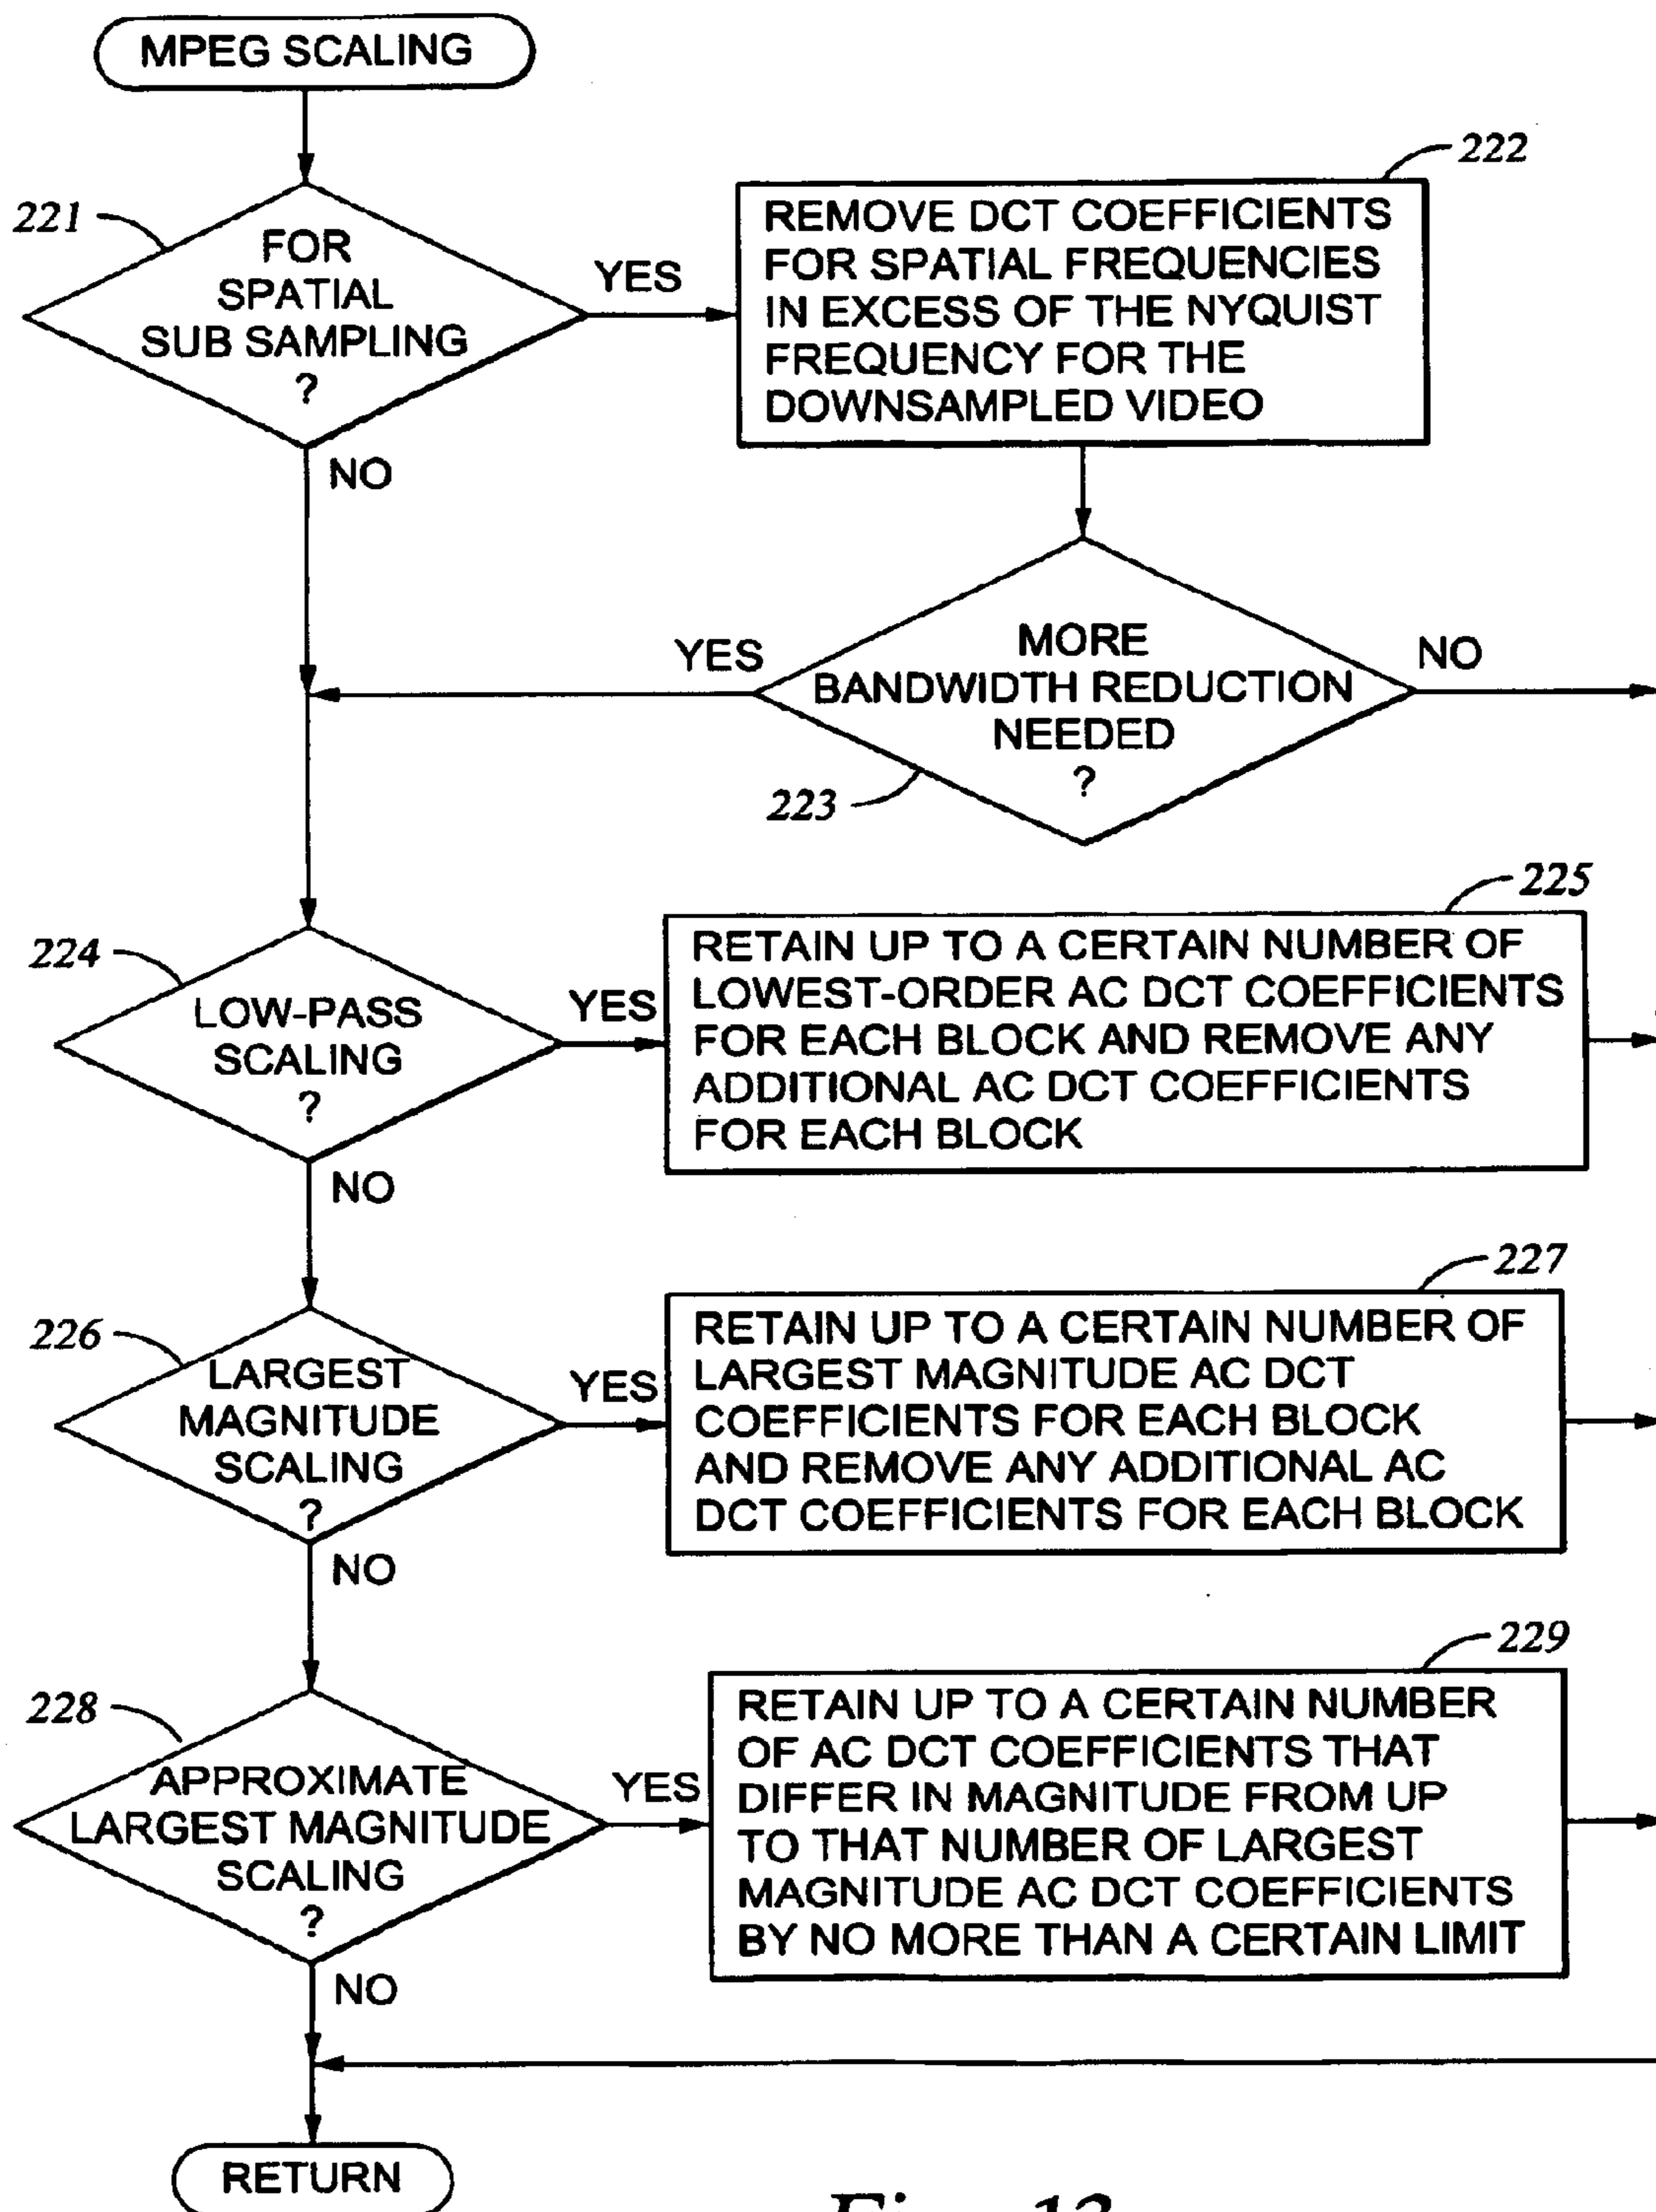 MPEG SCALING
221
FOR
SPATIAL
SUB SAMPLING
?
YES
222
REMOVE DCT COEFFICIENTS
FOR SPATIAL FREQUENCIES
IN EXCESS OF THE NYQUIST
FREQUENCY FOR THE
DOWNSAMPLED VIDEO
NO
YES
MORE
BANDWIDTH REDUCTION
NEEDED
?
NO
223
224
LOW-PASS
SCALING
?
YES
225
RETAIN UP TO A CERTAIN NUMBER OF
LOWEST-ORDER AC DCT COEFFICIENTS
FOR EACH BLOCK AND REMOVE ANY
ADDITIONAL AC DCT COEFFICIENTS
FOR EACH BLOCK
NO
226
LARGEST
MAGNITUDE
SCALING
?
YES
227
RETAIN UP TO A CERTAIN NUMBER OF
LARGEST MAGNITUDE AC DCT
COEFFICIENTS FOR EACH BLOCK
AND REMOVE ANY ADDITIONAL AC
DCT COEFFICIENTS FOR EACH BLOCK
NO
228
APPROXIMATE
LARGEST MAGNITUDE
SCALING
?
YES
229
RETAIN UP TO A CERTAIN NUMBER
OF AC DCT COEFFICIENTS THAT
DIFFER IN MAGNITUDE FROM UP
TO THAT NUMBER OF LARGEST
MAGNITUDE AC DCT COEFFICIENTS
BY NO MORE THAN A CERTAIN LIMIT
NO
RETURN